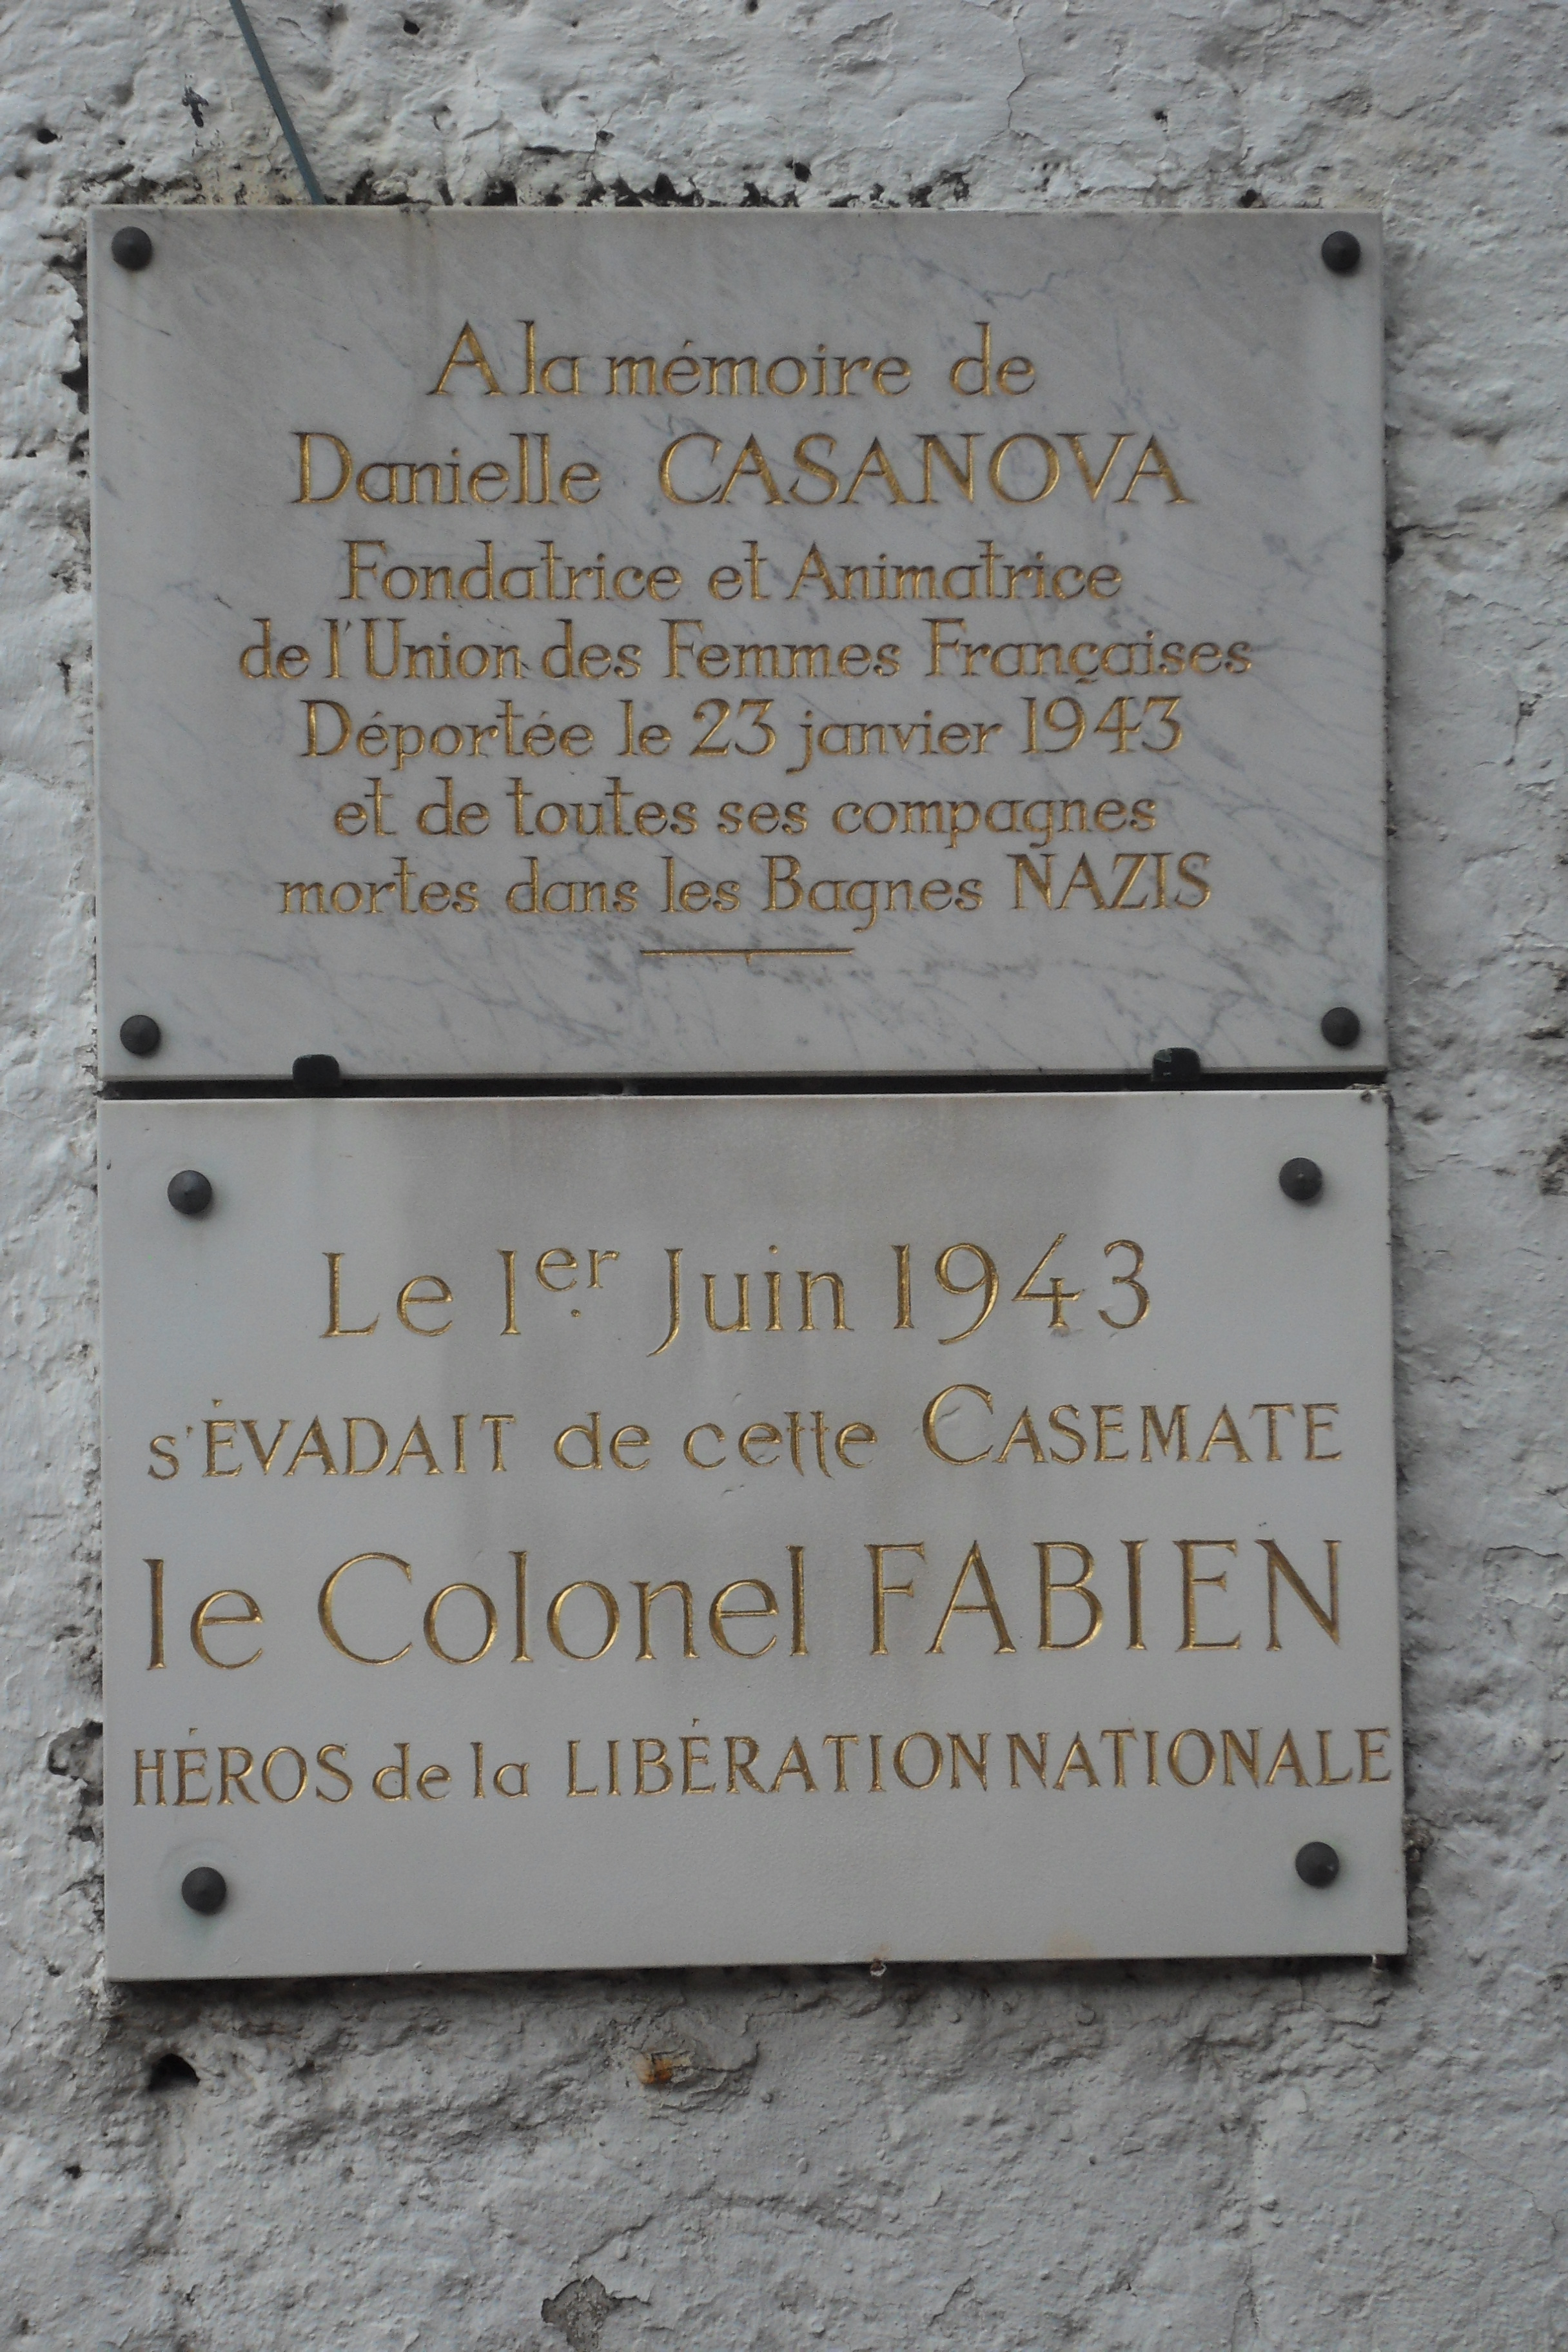 A la mémoire de
Danielle CASANOVA
Fondatrice et Animatrice
de l'Union des Femmes Françaises
Déportée le 23 janvier 1943
et de toutes ses compagnes
mortes dans les Bagnes NAZIS
Le 1er Juin 1943
s'ÉVADAIT de cette CASEMATE
le Colonel FABIEN
HÉROS de la LIBÉRATION NATIONALE